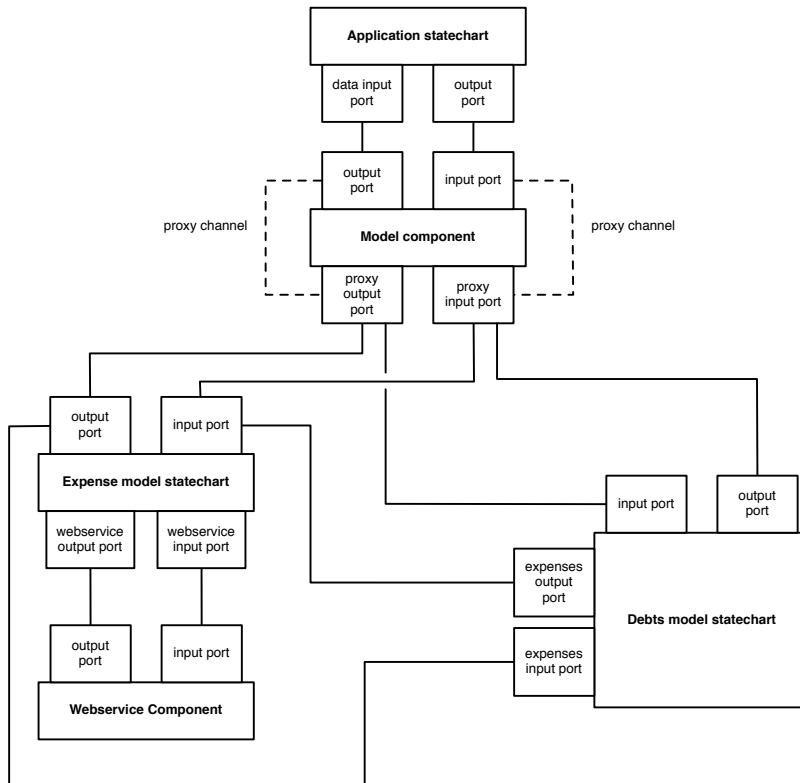 Application statechart
data input
port
output
port
output
port
input port
proxy channel
proxy channel
Model component
proxy
output
port
proxy
input port
output
port
input port
Expense model statechart
webservice
output port
webservice
input port
output
port
input port
Webservice Component
input port
output
port
expenses
output
port
expenses
input port
Debts model statechart